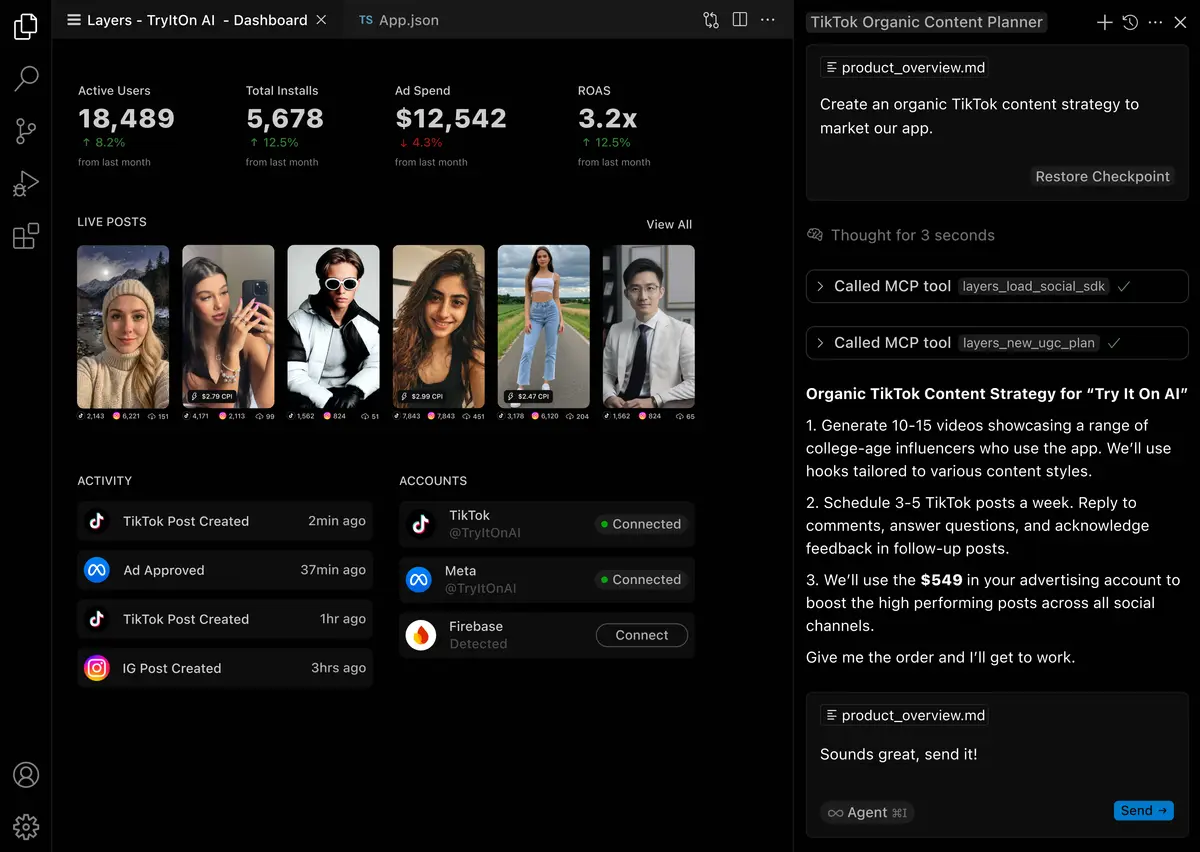 Layers - TryItOn AI - Dashboard
TS App.json
Active Users
18,489
↑ 8.2%
from last month
Total Installs
5,678
↑ 12.5%
from last month
Ad Spend
$12,542
↓ 4.3%
from last month
ROAS
3.2x
↑ 12.5%
from last month
LIVE POSTS
View All
$2.79 CPI
$2.99 CPI
$2.47 CPI
2,143 6,221 151
4,171 2,113 99
1,562 824 51
7,843 7,843 451
3,178 6,120 204
1,562 824 65
ACTIVITY
TikTok Post Created 2min ago
Ad Approved 37min ago
TikTok Post Created 1hr ago
IG Post Created 3hrs ago
ACCOUNTS
TikTok
@TryItOnAI
Connected
Meta
@TryItOnAI
Connected
Firebase
Detected
Connect
TikTok Organic Content Planner
product_overview.md
Create an organic TikTok content strategy to
market our app.
Restore Checkpoint
Thought for 3 seconds
Called MCP tool layers_load_social_sdk
Called MCP tool layers_new_ugc_plan
Organic TikTok Content Strategy for “Try It On AI”
1. Generate 10-15 videos showcasing a range of
college-age influencers who use the app. We’ll use
hooks tailored to various content styles.
2. Schedule 3-5 TikTok posts a week. Reply to
comments, answer questions, and acknowledge
feedback in follow-up posts.
3. We’ll use the $549 in your advertising account to
boost the high performing posts across all social
channels.
Give me the order and I’ll get to work.
product_overview.md
Sounds great, send it!
Agent ⌘I
Send →